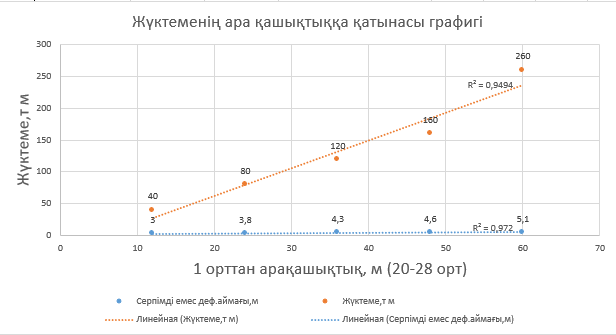 Жүктеменің ара қашықтыққа қатынасы графигі
300
250
200
150
100
50
0
Жүктеме,т м
40
80
120
160
260
R² = 0,9494
3
3,8
4,3
4,6
5,1
R² = 0,972
0 10 20 30 40 50 60 70
1 орттан арақашықтық, м (20-28 орт)
Серпімді емес деф.аймағы,м
Жүктеме,т м
Линейная (Жүктеме,т м)
Линейная (Серпімді емес деф.аймағы,м)